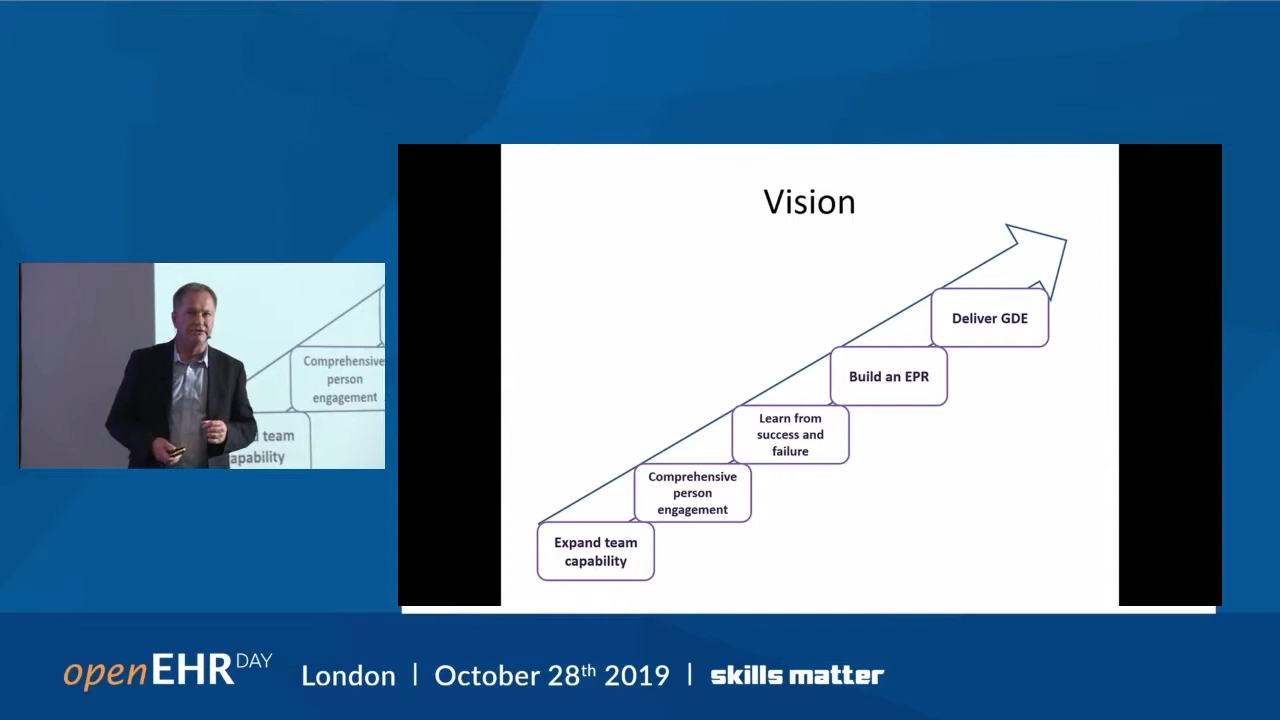 Vision
Deliver GDE
Build an EPR
Learn from
success and
failure
Comprehensive
person
engagement
Expand team
capability
Comprehensive
person
engagement
team
capability
openEHR DAY London | October 28th 2019 | skills matter